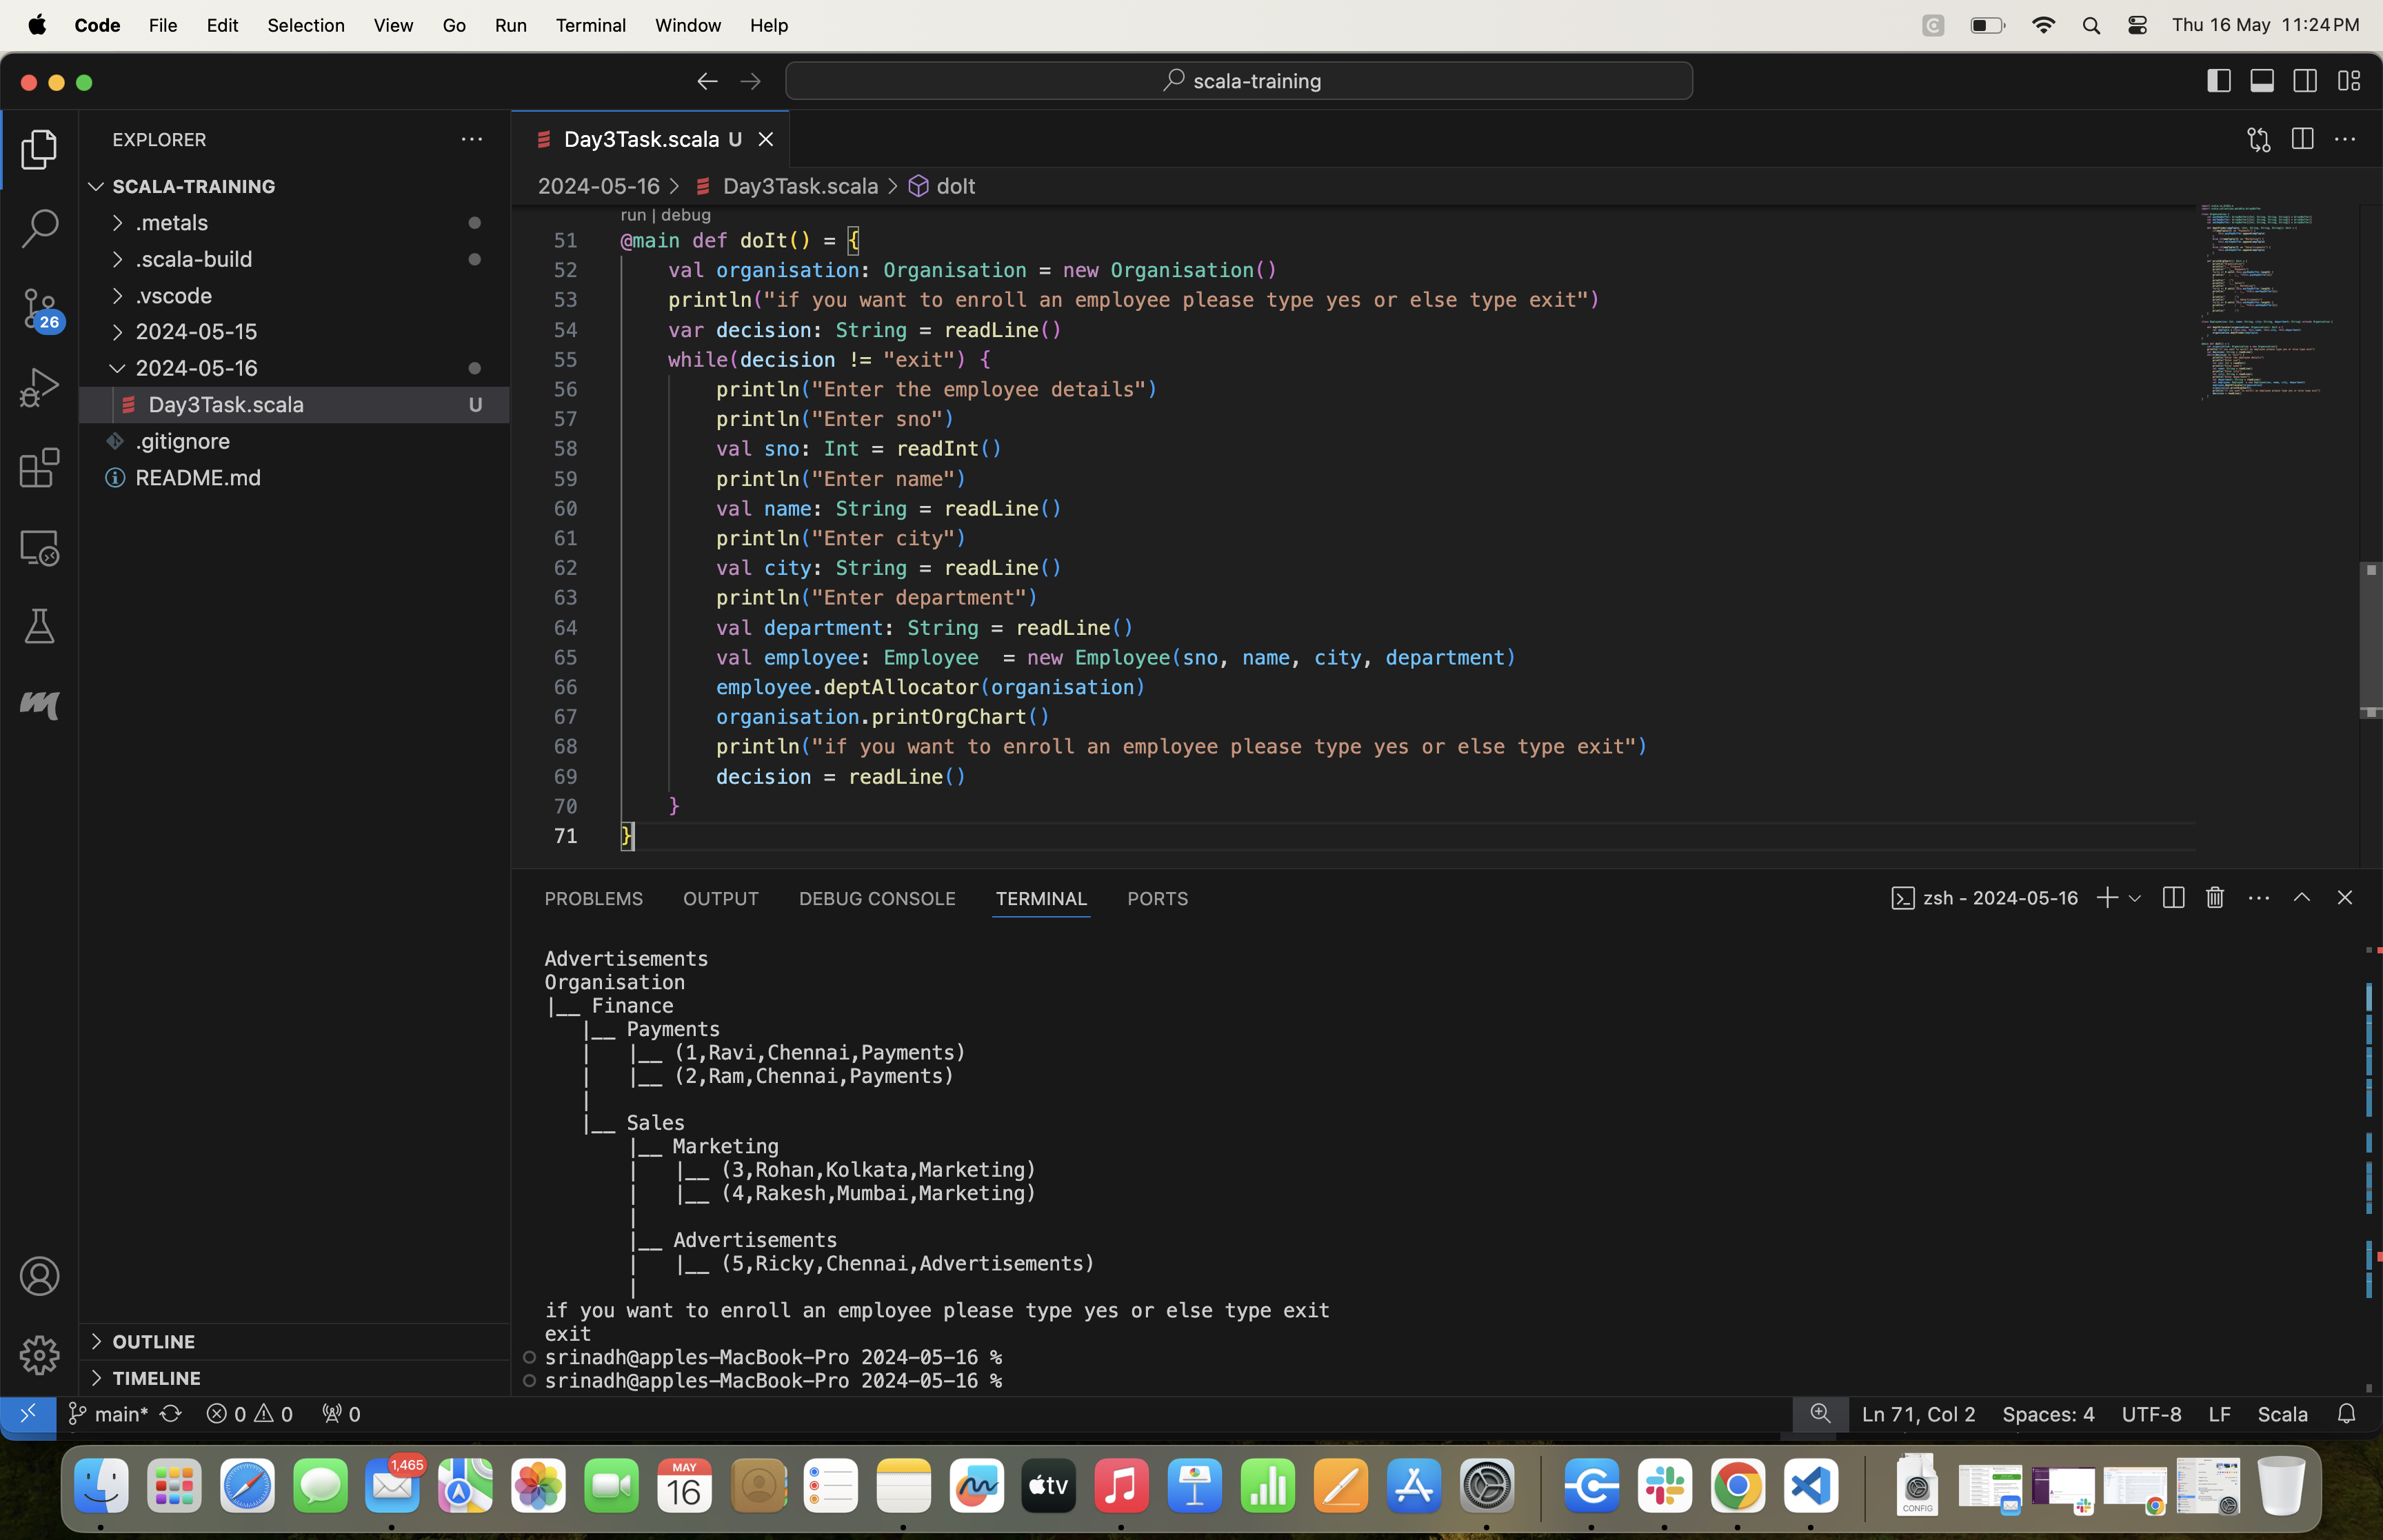 Code File Edit Selection View Go Run Terminal Window Help Thu 16 May 11:24 PM
scala-training
EXPLORER
SCALA-TRAINING
.metals
.scala-build
.vscode
2024-05-15
2024-05-16
Day3Task.scala U
.gitignore
README.md
26
OUTLINE
TIMELINE
Day3Task.scala U
2024-05-16 > Day3Task.scala > doIt
run | debug
51 @main def doIt() = {
52     val organisation: Organisation = new Organisation()
53     println("if you want to enroll an employee please type yes or else type exit")
54     var decision: String = readLine()
55     while(decision != "exit") {
56         println("Enter the employee details")
57         println("Enter sno")
58         val sno: Int = readInt()
59         println("Enter name")
60         val name: String = readLine()
61         println("Enter city")
62         val city: String = readLine()
63         println("Enter department")
64         val department: String = readLine()
65         val employee: Employee  = new Employee(sno, name, city, department)
66         employee.deptAllocator(organisation)
67         organisation.printOrgChart()
68         println("if you want to enroll an employee please type yes or else type exit")
69         decision = readLine()
70     }
71 }
PROBLEMS OUTPUT DEBUG CONSOLE TERMINAL PORTS zsh - 2024-05-16
Advertisements
Organisation
|__ Finance
   |__ Payments
   |   |__ (1,Ravi,Chennai,Payments)
   |   |__ (2,Ram,Chennai,Payments)
   |
   |__ Sales
       |__ Marketing
       |   |__ (3,Rohan,Kolkata,Marketing)
       |   |__ (4,Rakesh,Mumbai,Marketing)
       |
       |__ Advertisements
       |   |__ (5,Ricky,Chennai,Advertisements)
       |
if you want to enroll an employee please type yes or else type exit
exit
srinadh@apples-MacBook-Pro 2024-05-16 %
srinadh@apples-MacBook-Pro 2024-05-16 %
main* 0 0 0 Ln 71, Col 2 Spaces: 4 UTF-8 LF Scala
1,465
MAY
16
tv
CONFIG